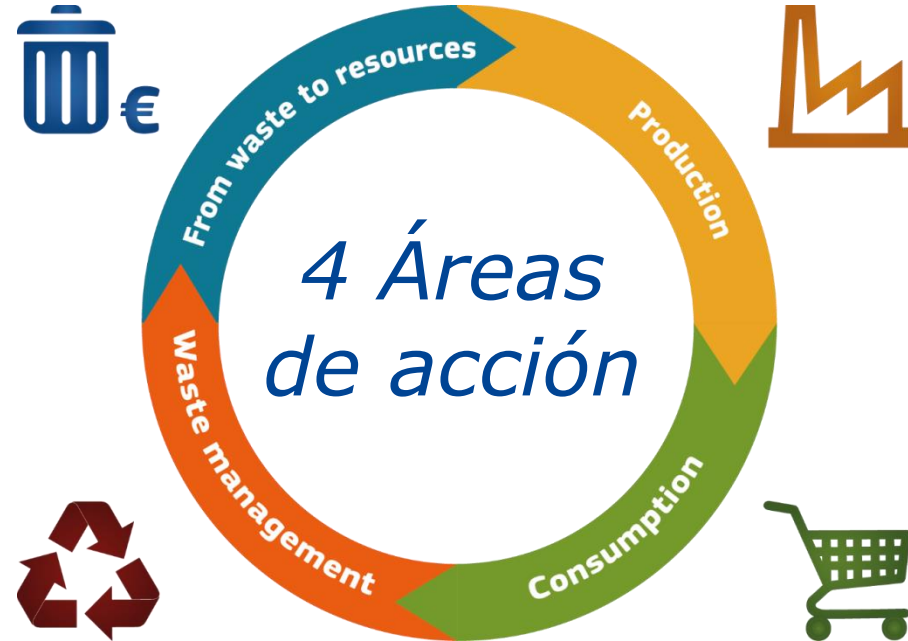 From waste to resources
€
Production
4 Áreas
de acción
Waste management
Consumption